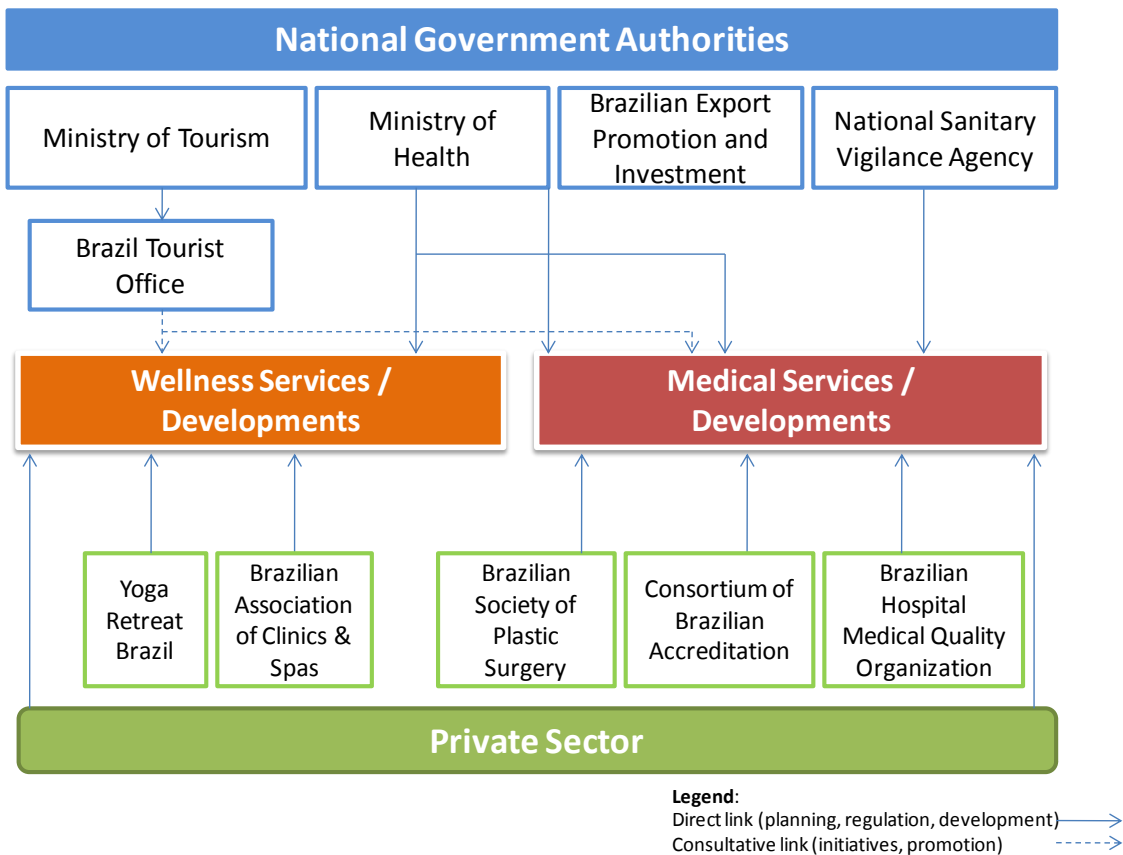 National Government Authorities
Ministry of Tourism
Ministry of
Health
Brazilian Export
Promotion and
Investment
National Sanitary
Vigilance Agency
Brazil Tourist
Office
Wellness Services /
Developments
Medical Services /
Developments
Yoga
Retreat
Brazil
Brazilian
Association
of Clinics &
Spas
Brazilian
Society of
Plastic
Surgery
Consortium of
Brazilian
Accreditation
Brazilian
Hospital
Medical Quality
Organization
Private Sector
Legend:
Direct link (planning, regulation, development)
Consultative link (initiatives, promotion)